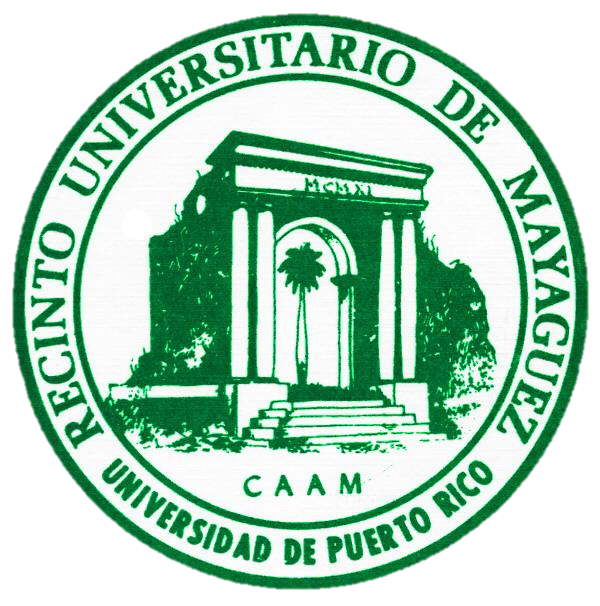 RECINTO UNIVERSITARIO DE MAYAGUEZ
MCMXI
CAAM
UNIVERSIDAD DE PUERTO RICO